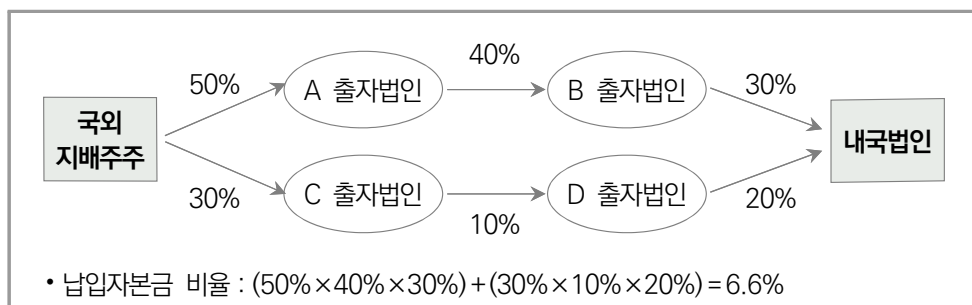 40%
50%
A 출자법인
B 출자법인
30%
국외
지배주주
내국법인
30%
C 출자법인
10%
D 출자법인
20%
• 납입자본금 비율 : (50%×40%×30%)+(30%×10%×20%)=6.6%